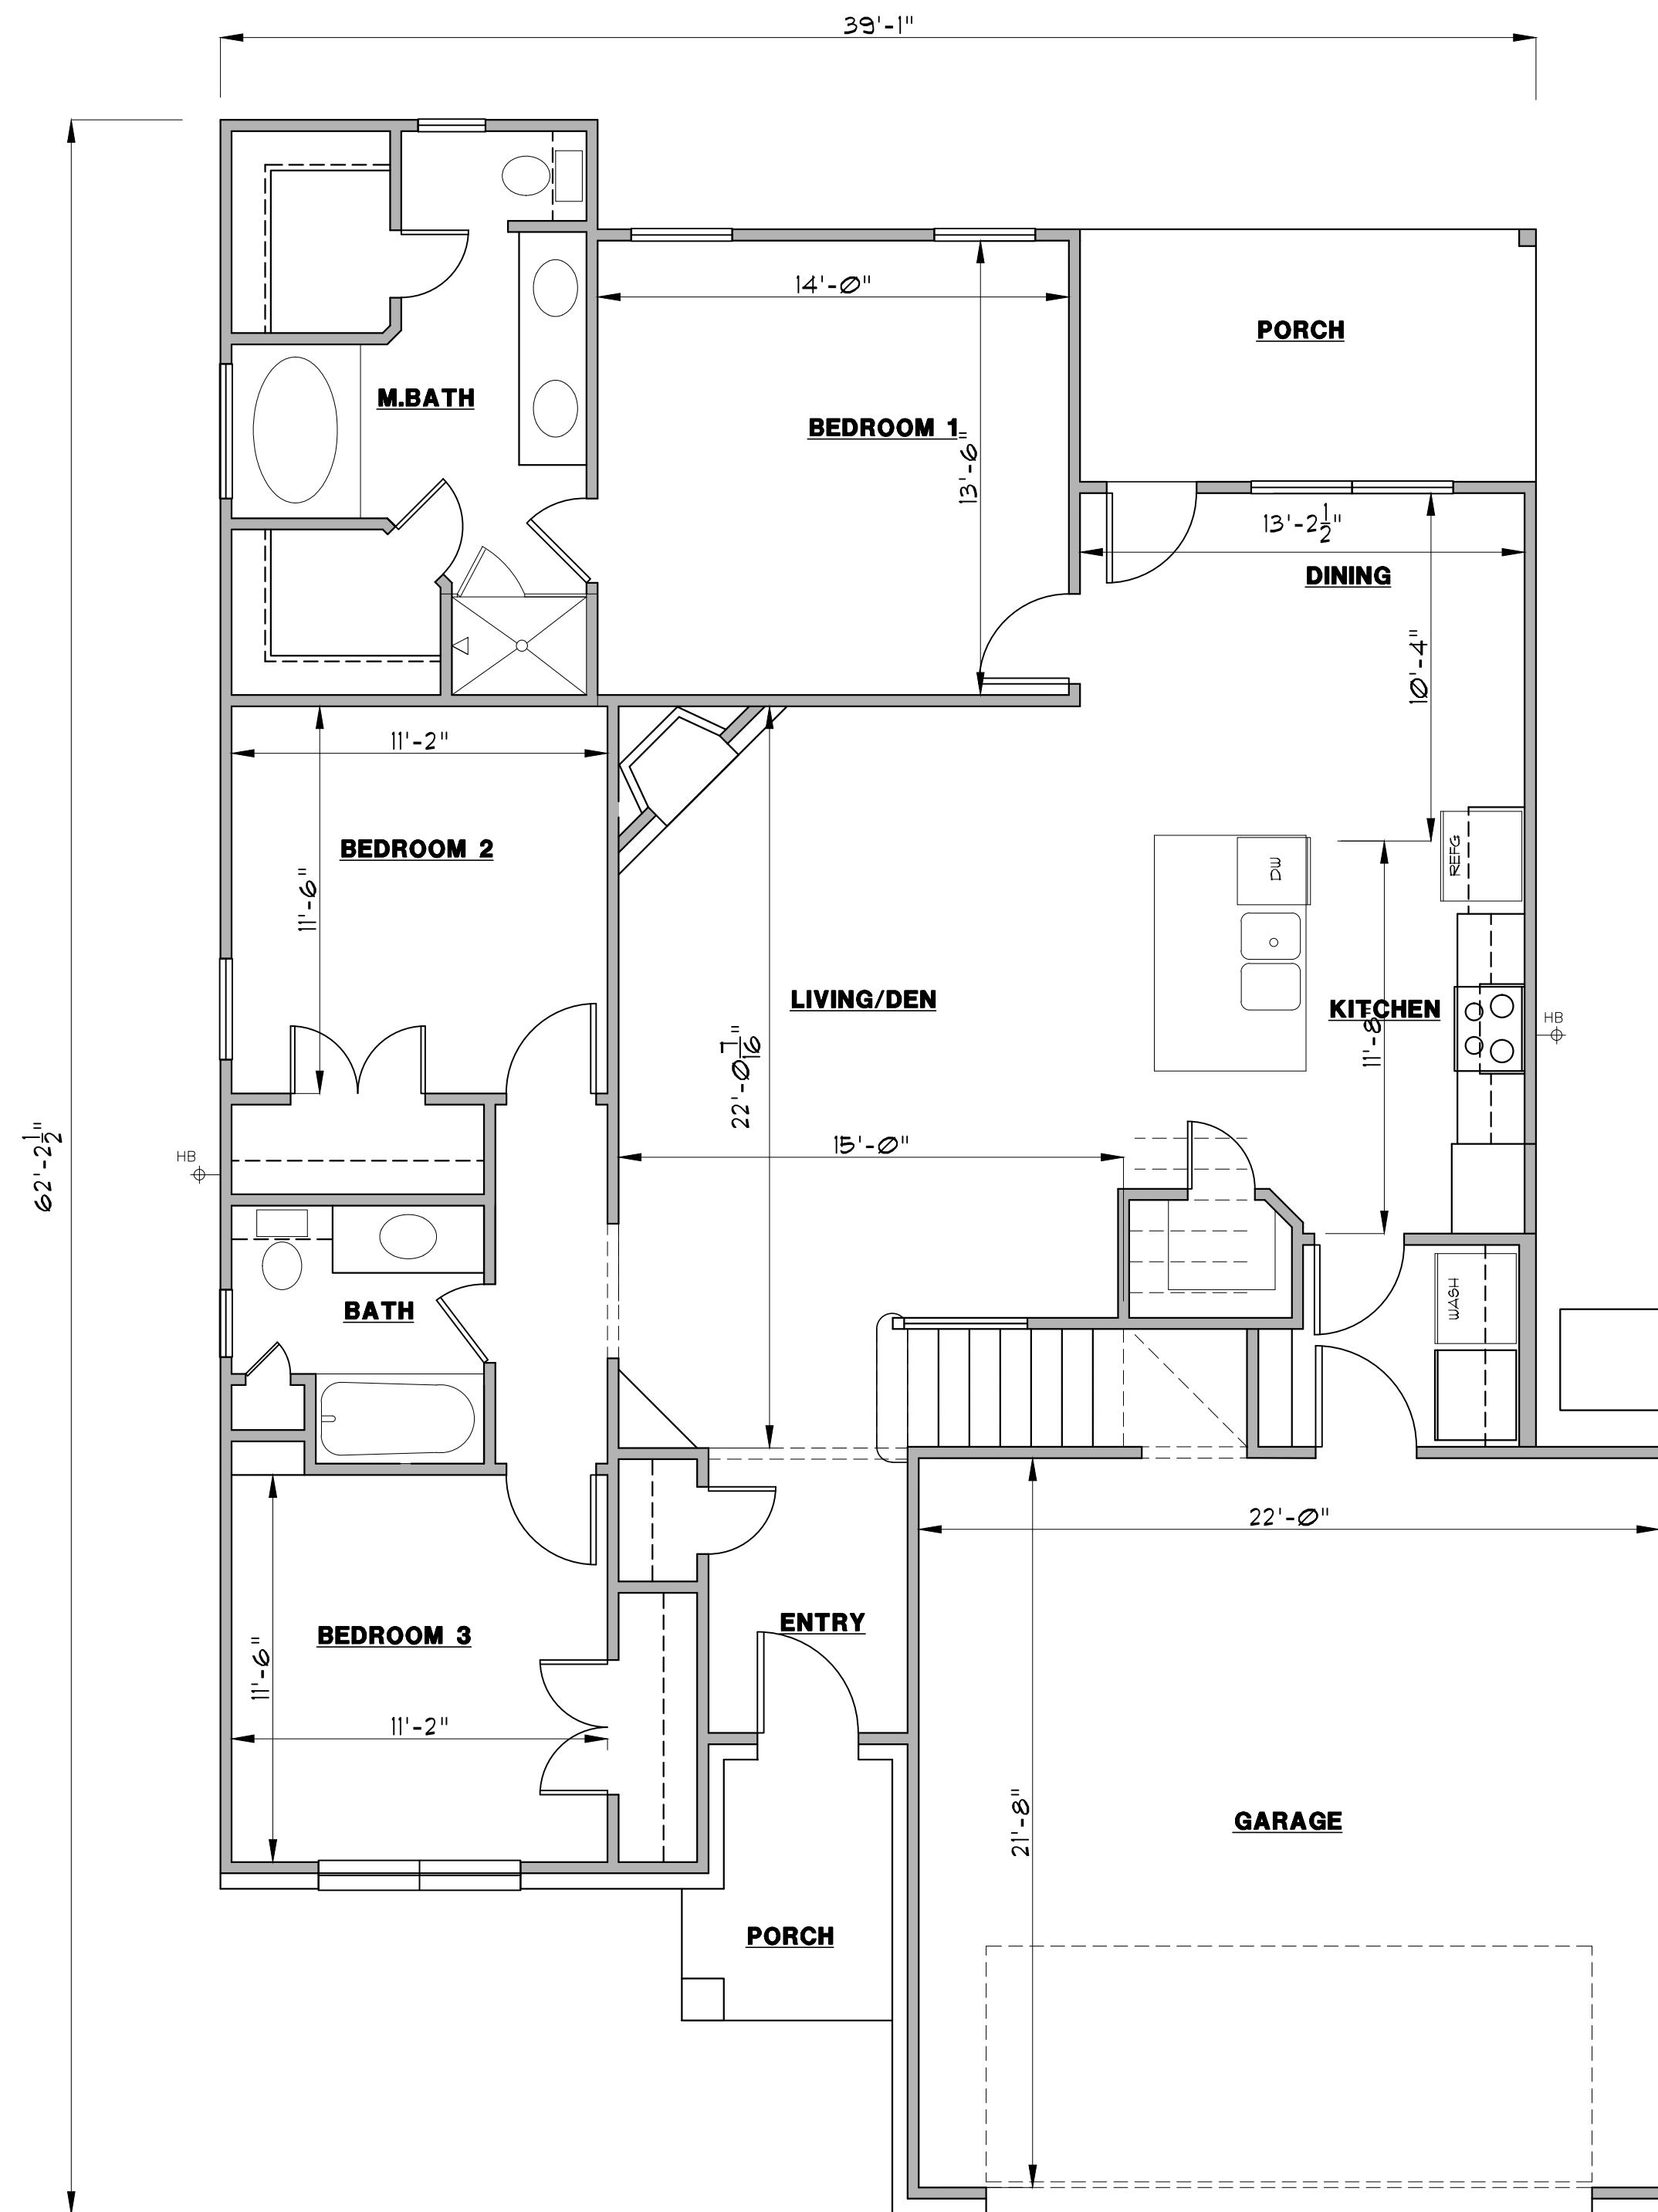 39'-1"
14'-0"
PORCH
M.BATH
BEDROOM 1
13'-6"
13'-2 1/2"
DINING
10'-4"
11'-2"
BEDROOM 2
11'-6"
REFG
DW
LIVING/DEN
KITCHEN
11'-8"
HB
22'-0 7/16"
15'-0"
62'-2 1/2"
HB
WASH
BATH
22'-0"
ENTRY
BEDROOM 3
11'-6"
11'-2"
21'-8"
GARAGE
PORCH